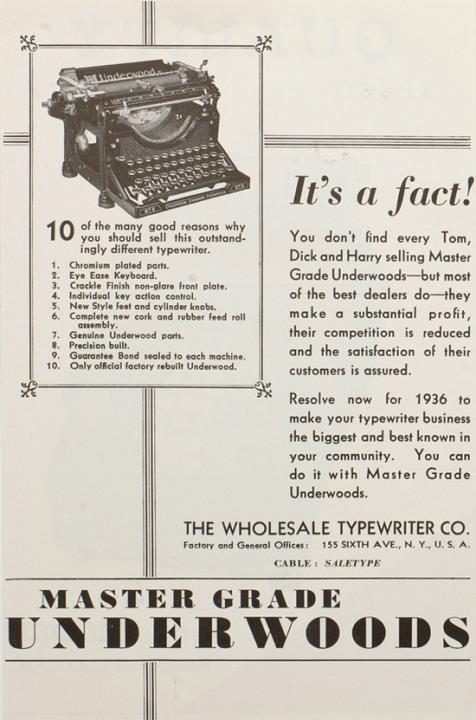 Underwood
10 of the many good reasons why
you should sell this outstand-
ingly different typewriter.
1. Chromium plated parts.
2. Eye Ease Keyboard.
3. Crackle Finish non-glare front plate.
4. Individual key action control.
5. New Style feet and cylinder knobs.
6. Complete new cork and rubber feed roll
assembly.
7. Genuine Underwood parts.
8. Precision built.
9. Guarantee Bond sealed to each machine.
10. Only official factory rebuilt Underwood.
It's a fact!
You don't find every Tom,
Dick and Harry selling Master
Grade Underwoods—but most
of the best dealers do—they
make a substantial profit,
their competition is reduced
and the satisfaction of their
customers is assured.
Resolve now for 1936 to
make your typewriter business
the biggest and best known in
your community. You can
do it with Master Grade
Underwoods.
THE WHOLESALE TYPEWRITER CO.
Factory and General Offices: 155 SIXTH AVE., N. Y., U. S. A.
CABLE: SALETYPE
MASTER GRADE
UNDERWOODS